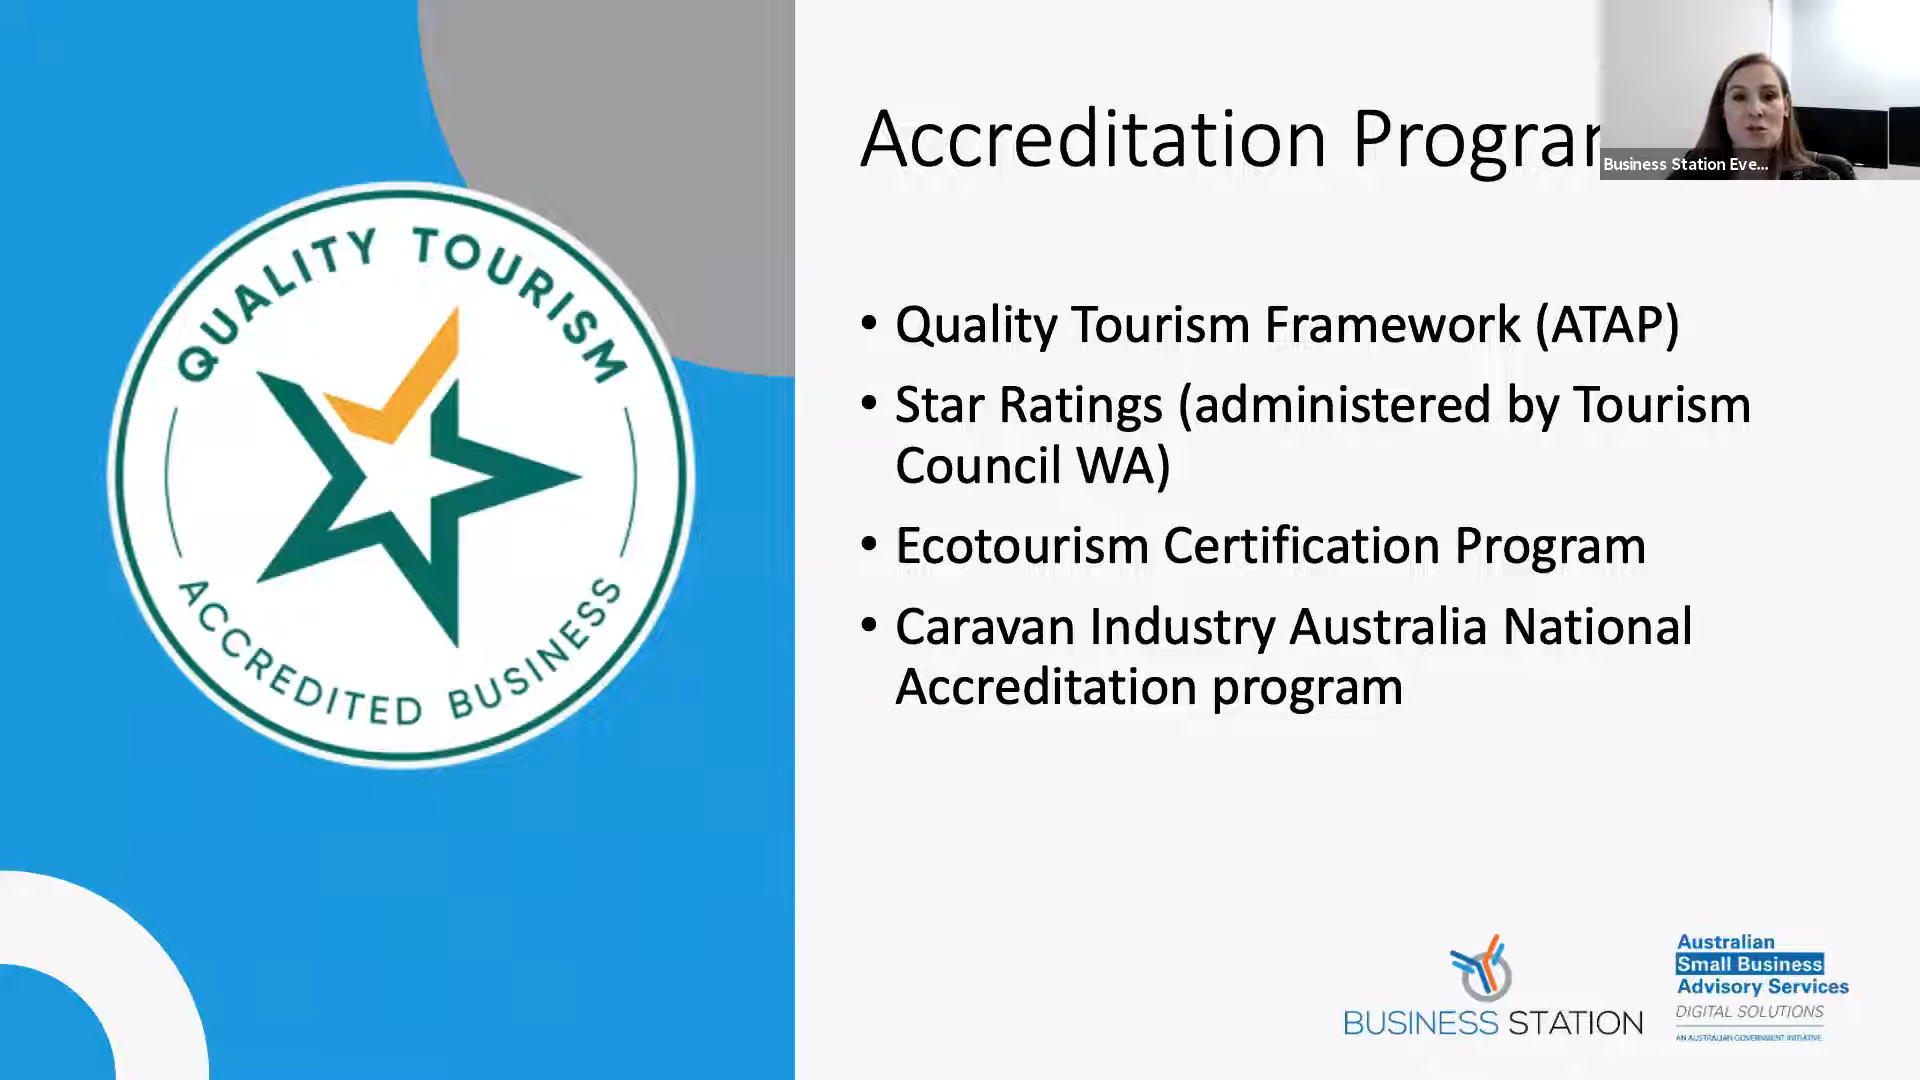 QUALITY TOURISM
ACCREDITED BUSINESS
Accreditation
Business Station Eve...
• Quality Tourism Framework (ATAP)
• Star Ratings (administered by Tourism
Council WA)
• Ecotourism Certification Program
• Caravan Industry Australia National
Accreditation program
BUSINESS STATION
Australian
Small Business
Advisory Services
DIGITAL SOLUTIONS
AN AUSTRALIAN GOVERNMENT INITIATIVE